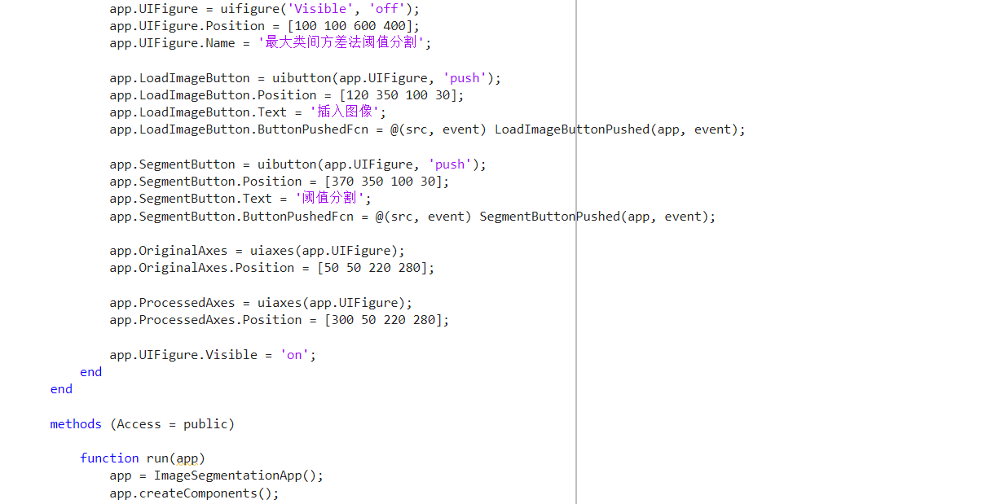 app.UIFigure = uifigure('Visible', 'off');
app.UIFigure.Position = [100 100 600 400];
app.UIFigure.Name = '最大类间方差法阈值分割';
app.LoadImageButton = uibutton(app.UIFigure, 'push');
app.LoadImageButton.Position = [120 350 100 30];
app.LoadImageButton.Text = '插入图像';
app.LoadImageButton.ButtonPushedFcn = @(src, event) LoadImageButtonPushed(app, event);
app.SegmentButton = uibutton(app.UIFigure, 'push');
app.SegmentButton.Position = [370 350 100 30];
app.SegmentButton.Text = '阈值分割';
app.SegmentButton.ButtonPushedFcn = @(src, event) SegmentButtonPushed(app, event);
app.OriginalAxes = uiaxes(app.UIFigure);
app.OriginalAxes.Position = [50 50 220 280];
app.ProcessedAxes = uiaxes(app.UIFigure);
app.ProcessedAxes.Position = [300 50 220 280];
app.UIFigure.Visible = 'on';
end
end
methods (Access = public)
function run(app)
app = ImageSegmentationApp();
app.createComponents();